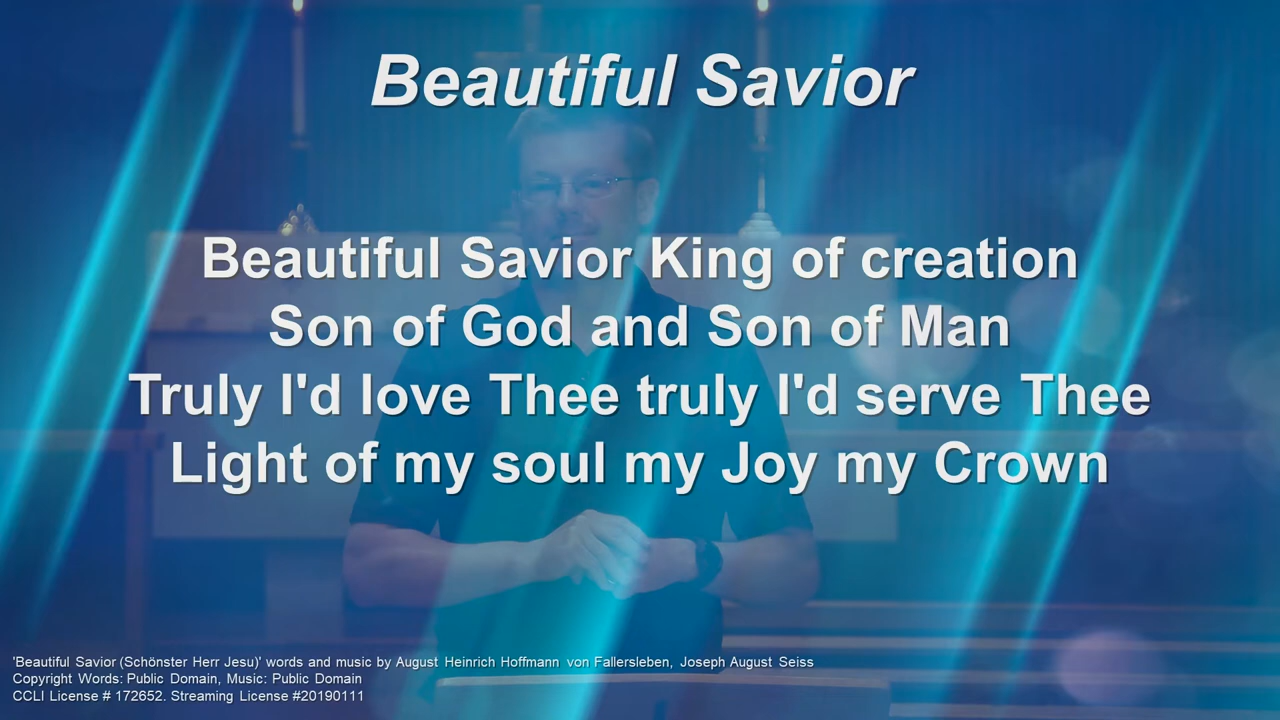 Beautiful Savior
Beautiful Savior King of creation
Son of God and Son of Man
Truly I'd love Thee truly I'd serve Thee
Light of my soul my Joy my Crown
'Beautiful Savior (Schönster Herr Jesu)' words and music by August Heinrich Hoffmann von Fallersleben, Joseph August Seiss
Copyright Words: Public Domain, Music: Public Domain
CCLI License # 172652. Streaming License #20190111